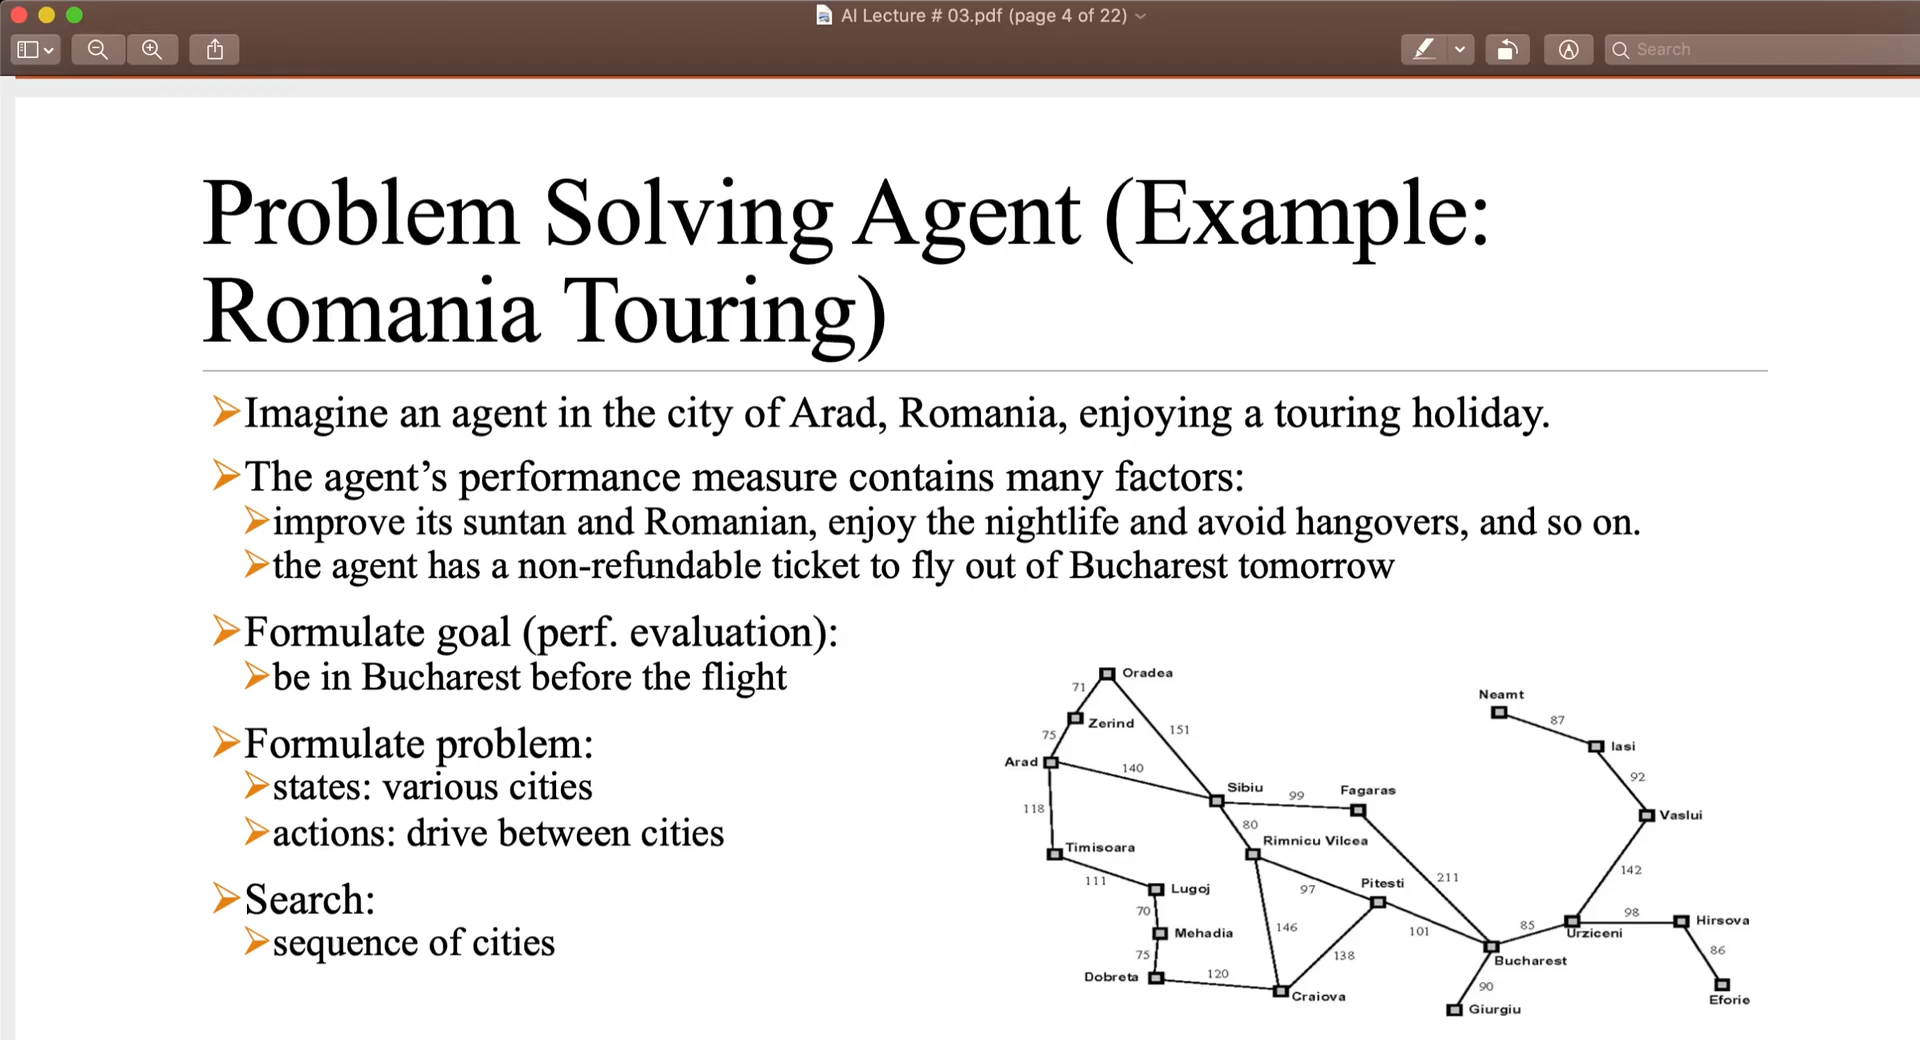 AI Lecture # 03.pdf (page 4 of 22)
Search
Problem Solving Agent (Example:
Romania Touring)
Imagine an agent in the city of Arad, Romania, enjoying a touring holiday.
The agent's performance measure contains many factors:
improve its suntan and Romanian, enjoy the nightlife and avoid hangovers, and so on.
the agent has a non-refundable ticket to fly out of Bucharest tomorrow
Formulate goal (perf. evaluation):
be in Bucharest before the flight
Formulate problem:
states: various cities
actions: drive between cities
Search:
sequence of cities
Oradea
71
Neamt
Zerind
87
151
75
Iasi
Arad
140
92
Sibiu
99
Fagaras
118
Vaslui
80
Rimnicu Vilcea
Timisoara
142
111
Lugoj
97
Pitesti
211
70
98
Hirsova
Mehadia
146
101
85
Urziceni
86
75
138
Bucharest
Dobreta
120
90
Craiova
Eforie
Giurgiu